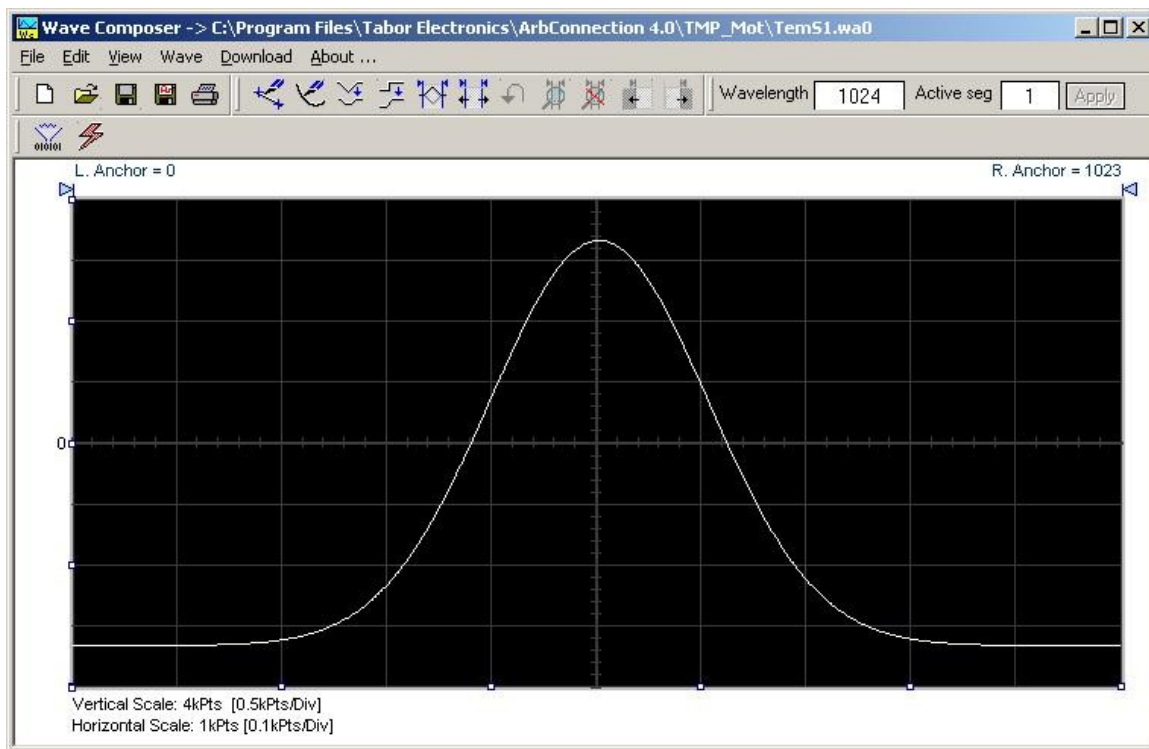 Wave Composer -> C:\Program Files\Tabor Electronics\ArbConnection 4.0\TMP_Mot\TemS1.wa0
File Edit View Wave Download About ...
Wavelength 1024 Active seg 1 Apply
010101
L. Anchor = 0 R. Anchor = 1023
0
Vertical Scale: 4kPts [0.5kPts/Div]
Horizontal Scale: 1kPts [0.1kPts/Div]